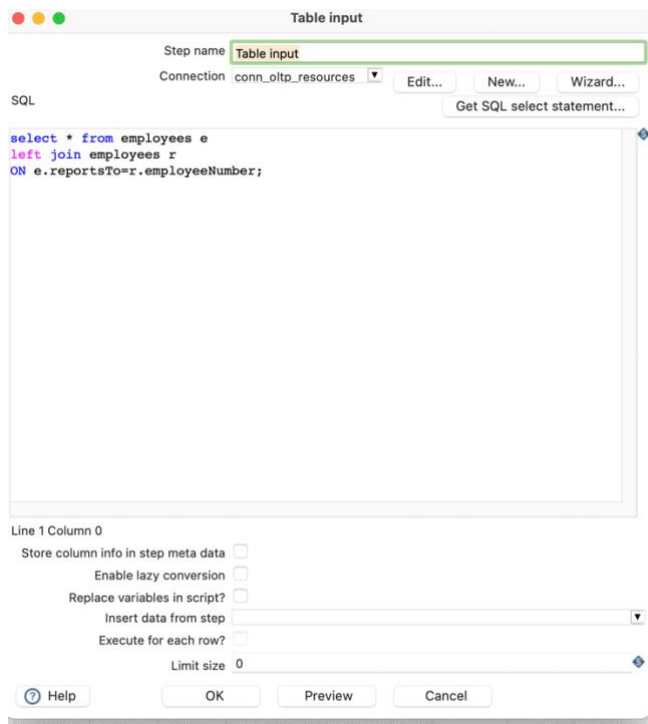 Table input
Step name Table input
Connection conn_oltp_resources Edit... New... Wizard...
SQL Get SQL select statement...
select * from employees e
left join employees r
ON e.reportsTo=r.employeeNumber;
Line 1 Column 0
Store column info in step meta data
Enable lazy conversion
Replace variables in script?
Insert data from step
Execute for each row?
Limit size 0
? Help OK Preview Cancel